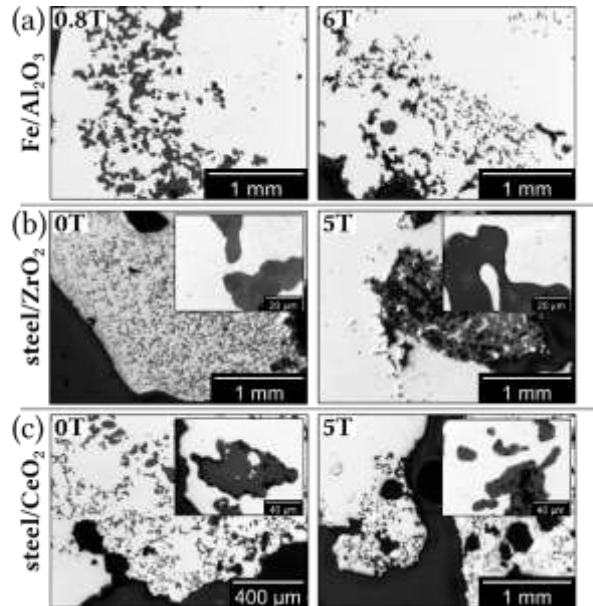 (a)
Fe/Al₂O₃
0.8T
1 mm
6T
1 mm
(b)
steel/ZrO₂
0T
20 μm
1 mm
5T
20 μm
1 mm
(c)
steel/CeO₂
0T
40 μm
400 μm
5T
40 μm
1 mm